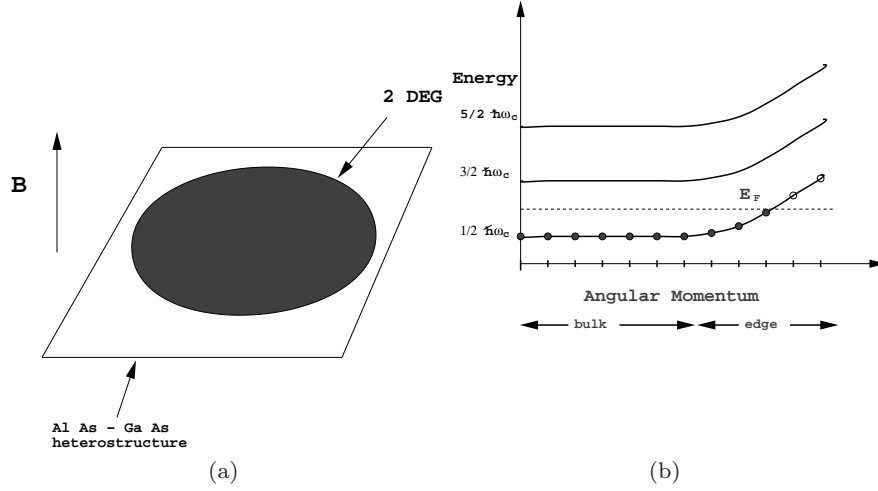 2 DEG
B
Al As - Ga As
heterostructure
(a)
Energy
5/2 ħω_c
3/2 ħω_c
E_F
1/2 ħω_c
Angular Momentum
bulk
edge
(b)